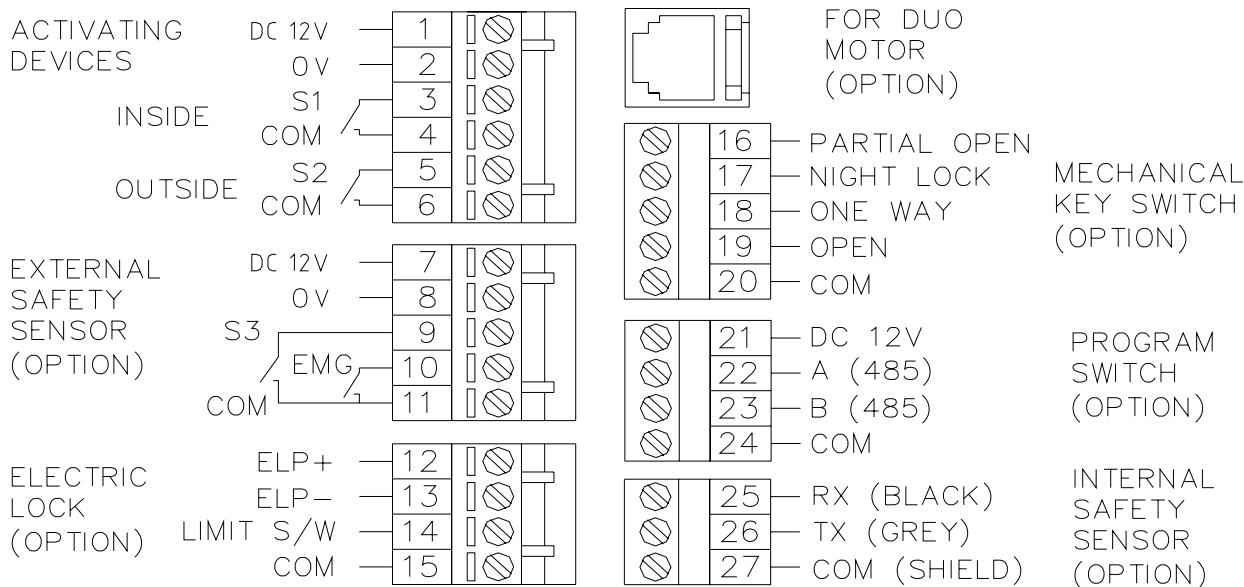 ACTIVATING
DEVICES
DC 12V 1
0V 2
INSIDE
S1 3
COM 4
OUTSIDE
S2 5
COM 6
EXTERNAL
SAFETY
SENSOR
(OPTION)
DC 12V 7
0V 8
S3 9
EMG 10
COM 11
ELECTRIC
LOCK
(OPTION)
ELP+ 12
ELP- 13
LIMIT S/W 14
COM 15
FOR DUO
MOTOR
(OPTION)
16 PARTIAL OPEN
17 NIGHT LOCK
18 ONE WAY
19 OPEN
20 COM
MECHANICAL
KEY SWITCH
(OPTION)
21 DC 12V
22 A (485)
23 B (485)
24 COM
PROGRAM
SWITCH
(OPTION)
25 RX (BLACK)
26 TX (GREY)
27 COM (SHIELD)
INTERNAL
SAFETY
SENSOR
(OPTION)